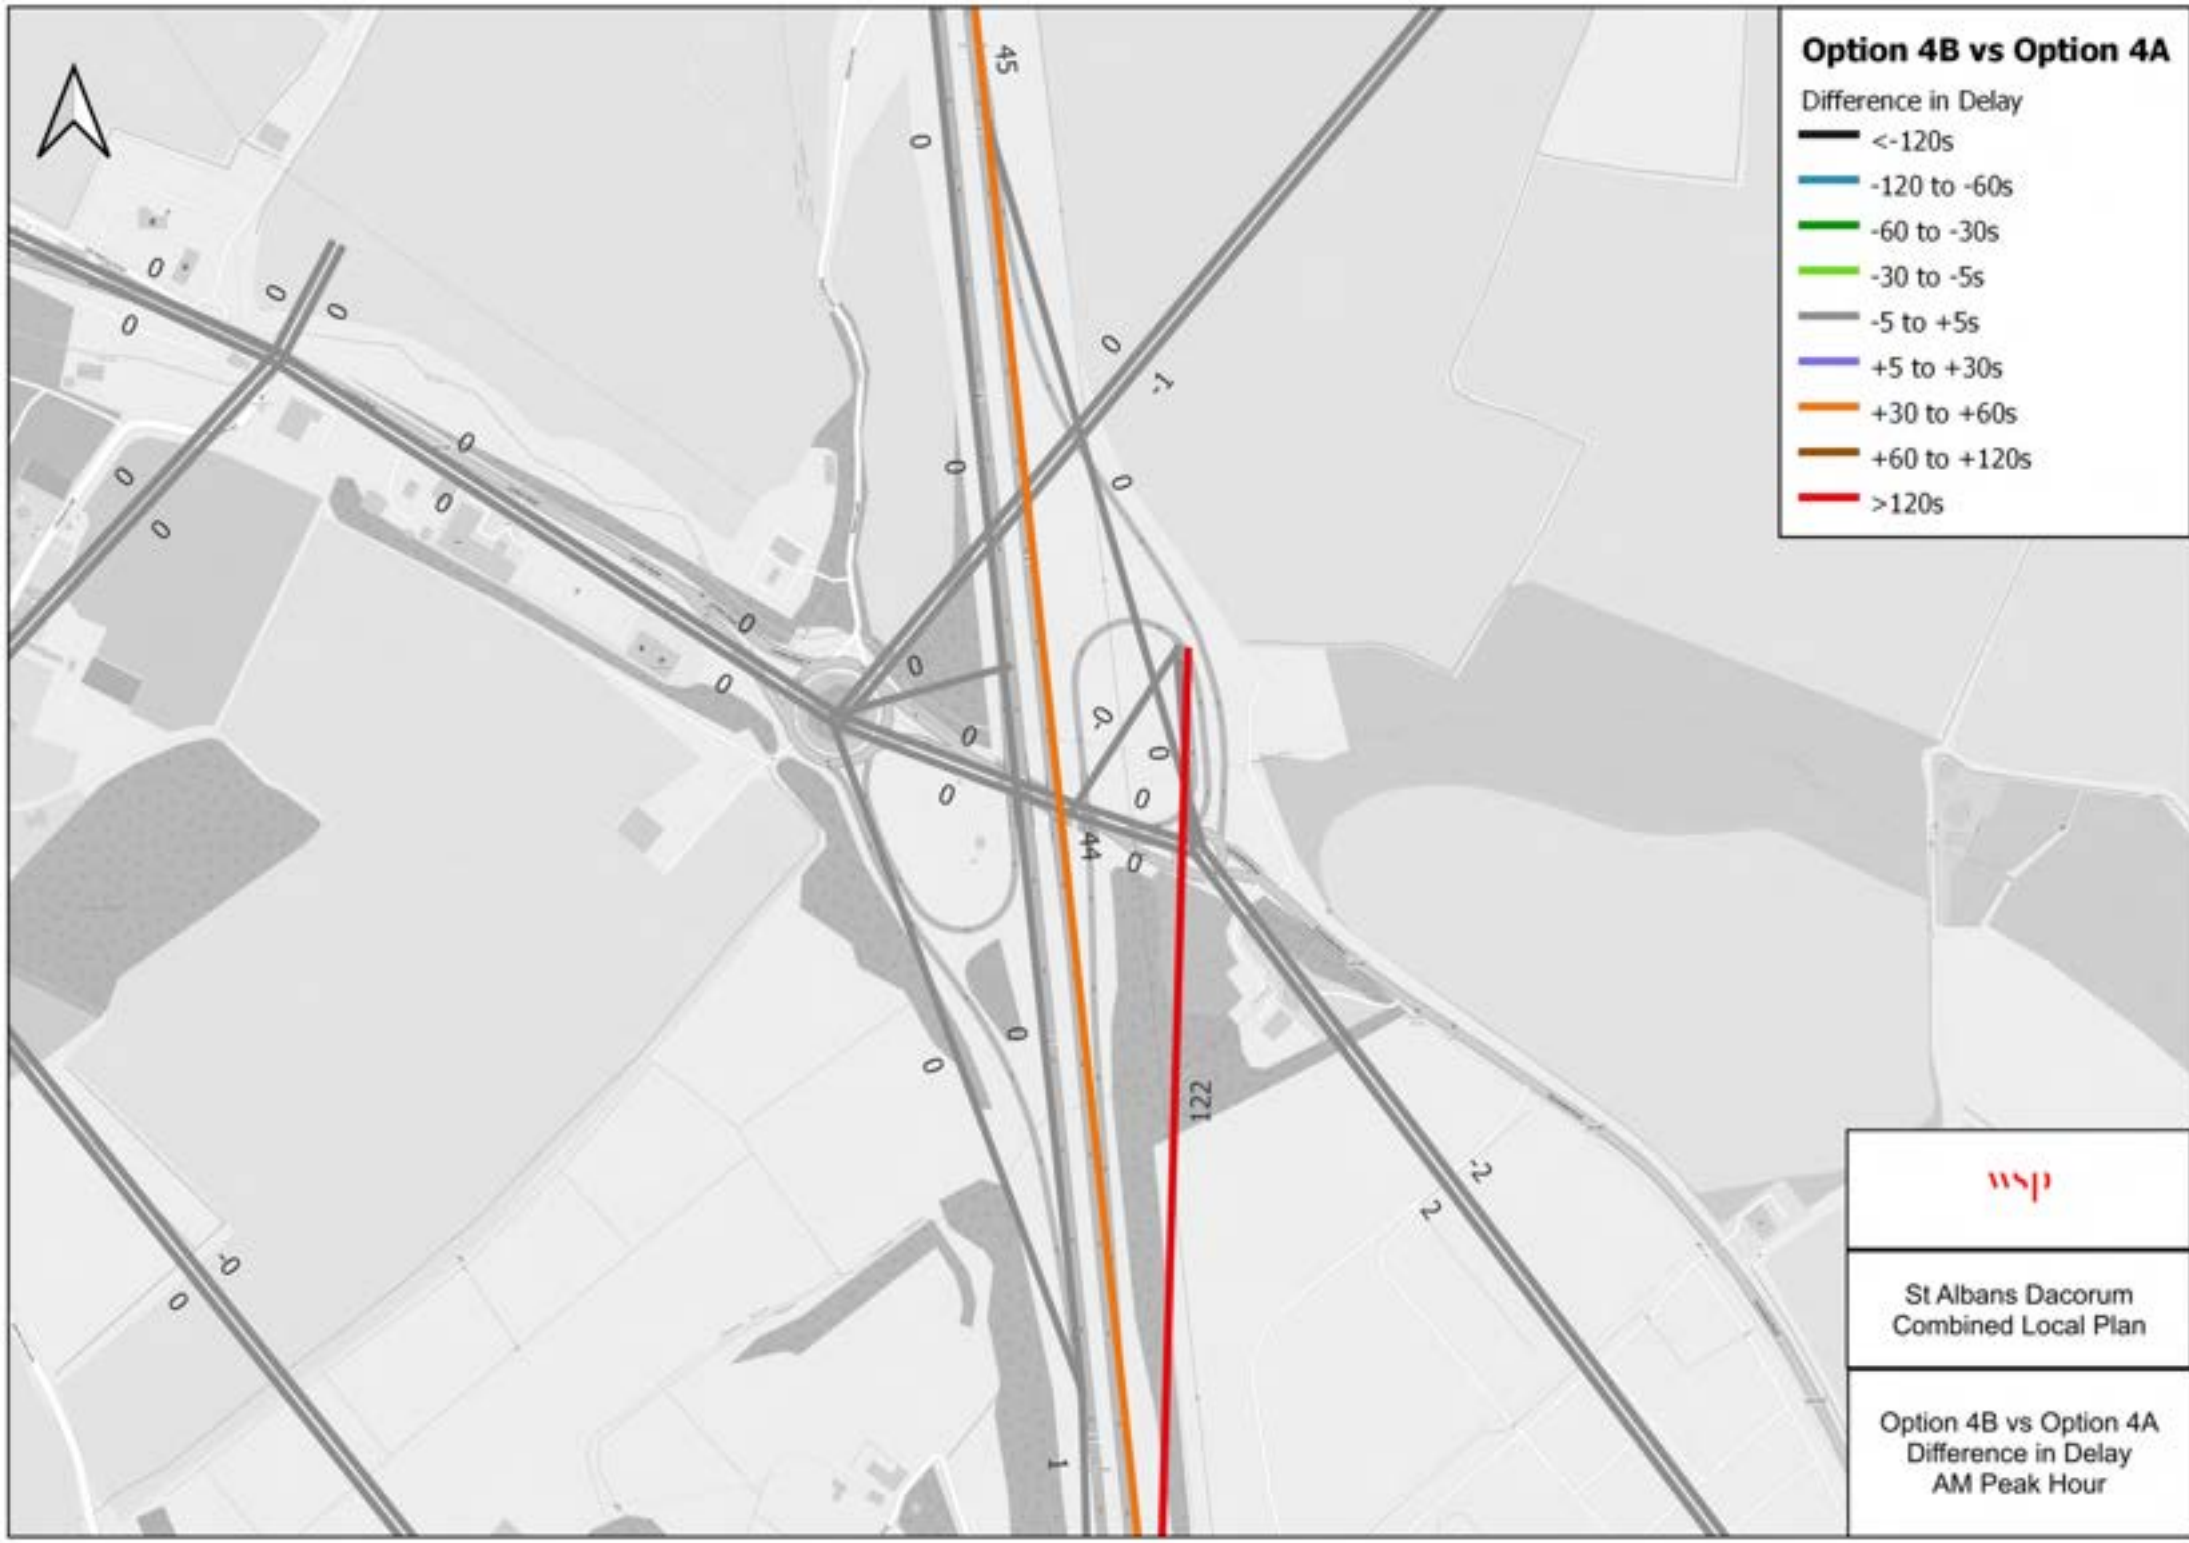 Option 4B vs Option 4A
Difference in Delay
<-120s
-120 to -60s
-60 to -30s
-30 to -5s
-5 to +5s
+5 to +30s
+30 to +60s
+60 to +120s
>120s
45
0
0
0
0
0
0
-1
0
0
0
0
0
0
0
0
0
0
0
-0
0
0
0
0
44
0
0
0
122
-2
2
-0
0
1
wsp
St Albans Dacorum
Combined Local Plan
Option 4B vs Option 4A
Difference in Delay
AM Peak Hour